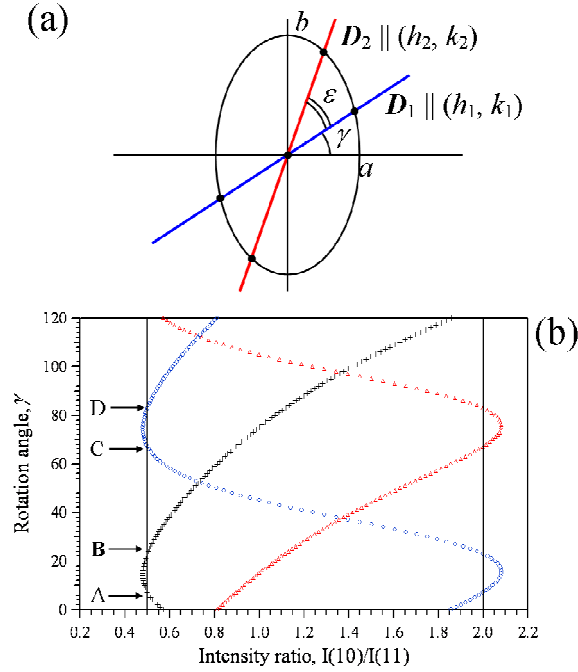 (a)
b
D₂ ∥ (h₂, k₂)
ε
D₁ ∥ (h₁, k₁)
γ
a
(b)
120
100
80
60
40
20
0
D
C
B
A
Rotation angle, γ
0.2 0.4 0.6 0.8 1.0 1.2 1.4 1.6 1.8 2.0 2.2
Intensity ratio, I(10)/I(11)